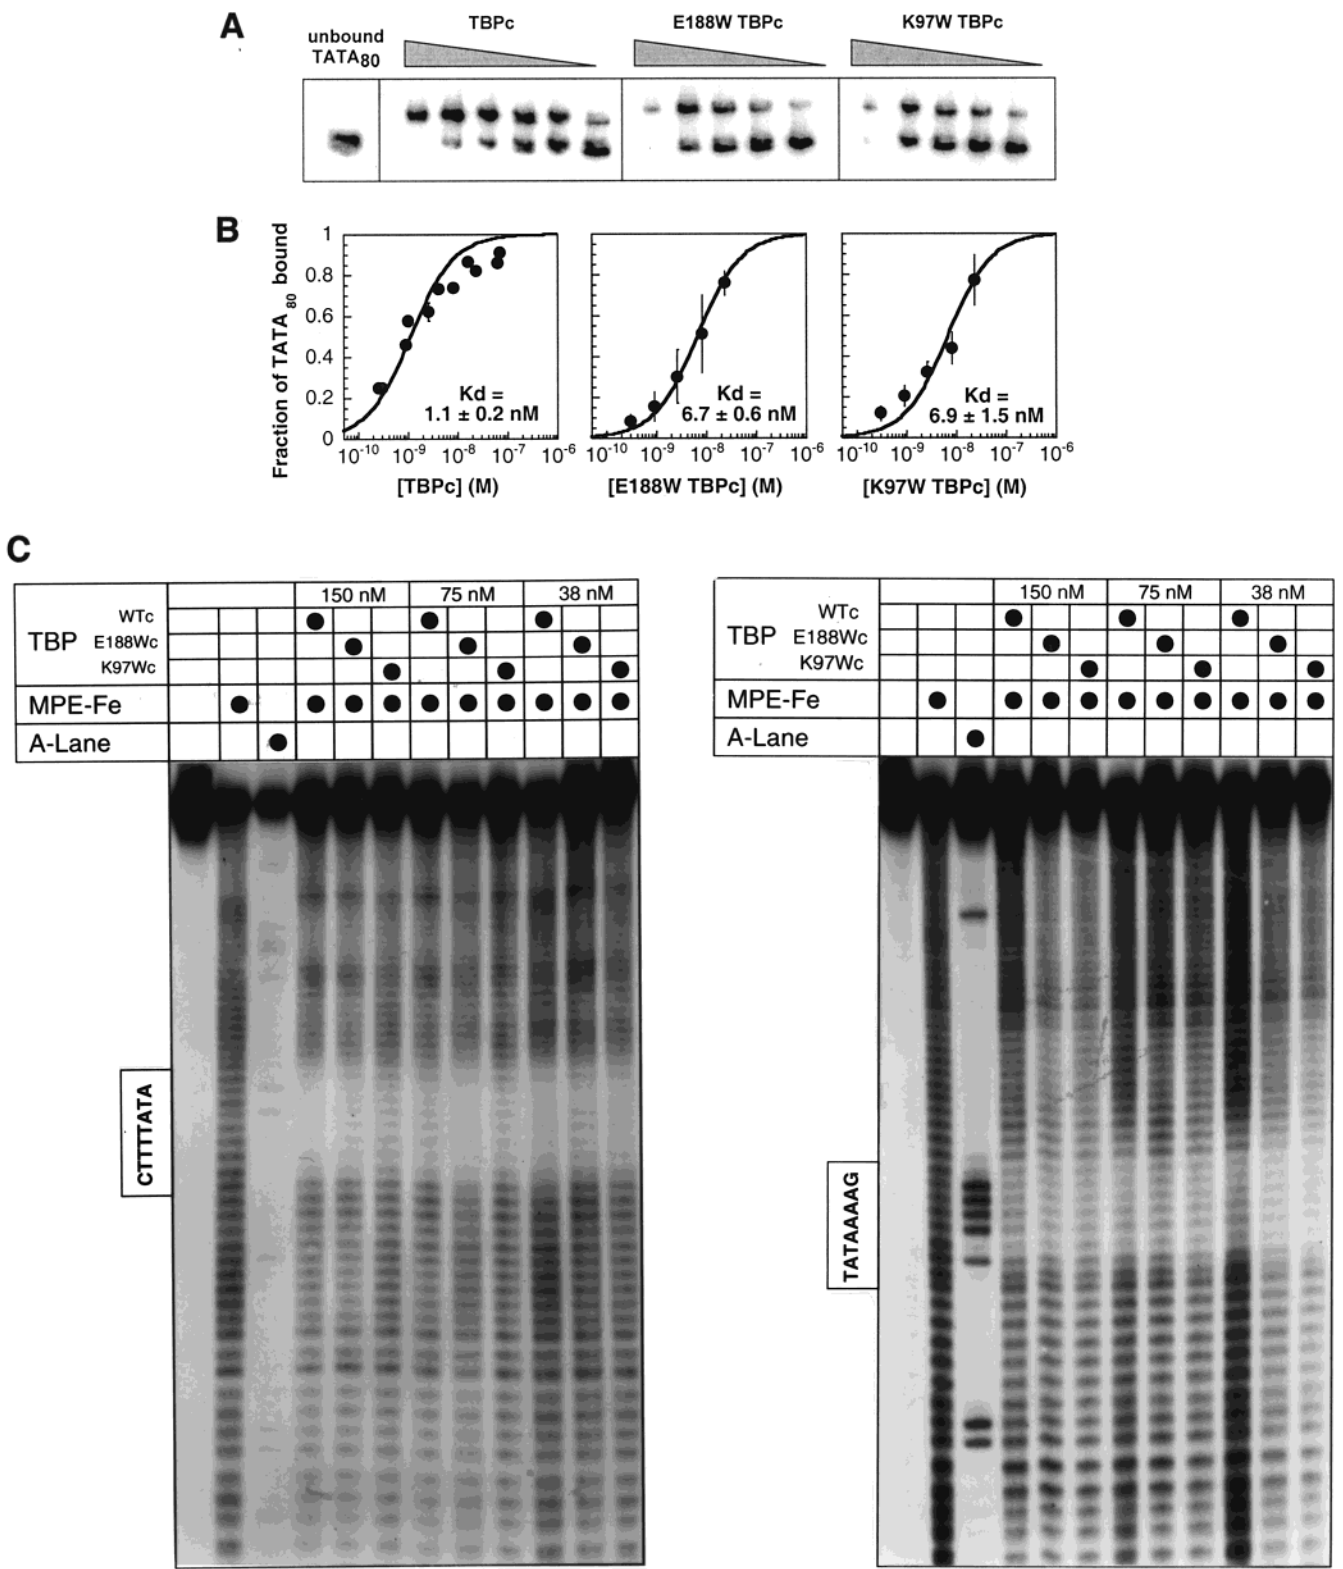 A
unbound
TATA80
TBPc
E188W TBPc
K97W TBPc
B
Fraction of TATA 80 bound
1
0.8
0.6
0.4
0.2
0
Kd =
1.1 ± 0.2 nM
10-10 10-9 10-8 10-7 10-6
[TBPc] (M)
Kd =
6.7 ± 0.6 nM
10-10 10-9 10-8 10-7 10-6
[E188W TBPc] (M)
Kd =
6.9 ± 1.5 nM
10-10 10-9 10-8 10-7 10-6
[K97W TBPc] (M)
C
150 nM 75 nM 38 nM
TBP
WTc
E188Wc
K97Wc
MPE-Fe
A-Lane
CTTTTATA
150 nM 75 nM 38 nM
TBP
WTc
E188Wc
K97Wc
MPE-Fe
A-Lane
TATAAAAG